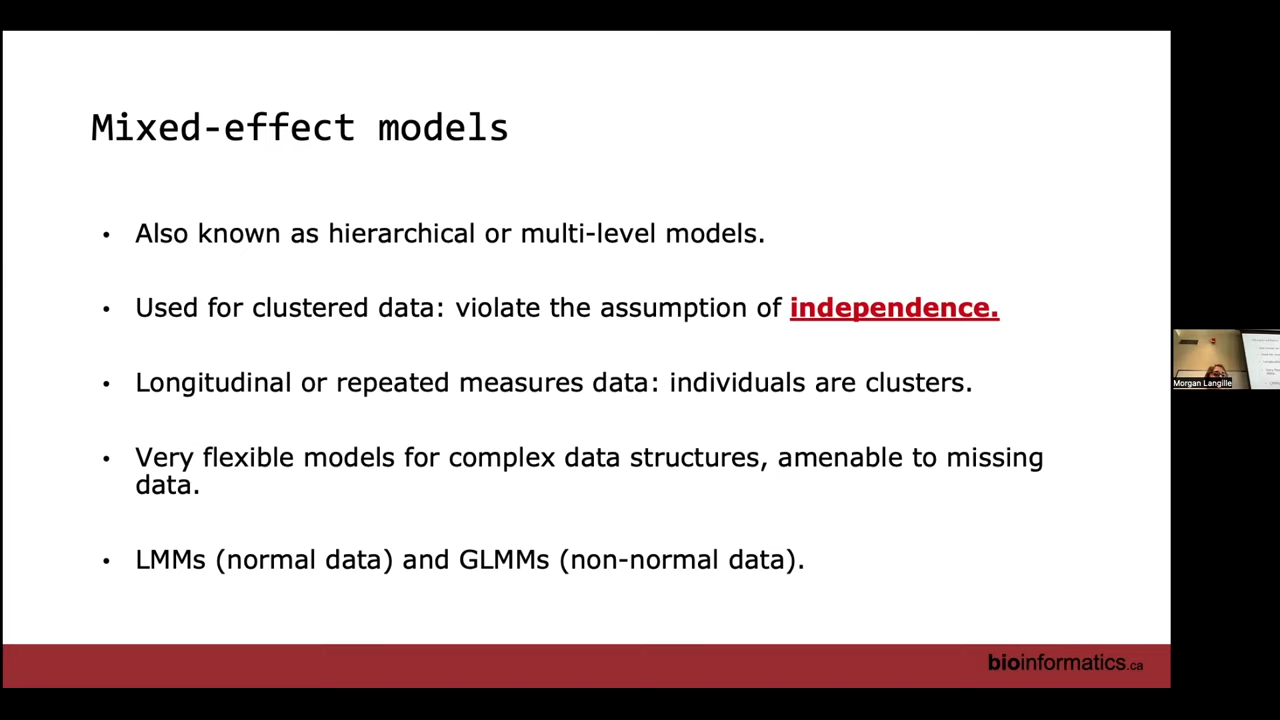 Mixed-effect models
• Also known as hierarchical or multi-level models.
• Used for clustered data: violate the assumption of independence.
• Longitudinal or repeated measures data: individuals are clusters.
• Very flexible models for complex data structures, amenable to missing
data.
• LMMs (normal data) and GLMMs (non-normal data).
Morgan Langille
bioinformatics.ca